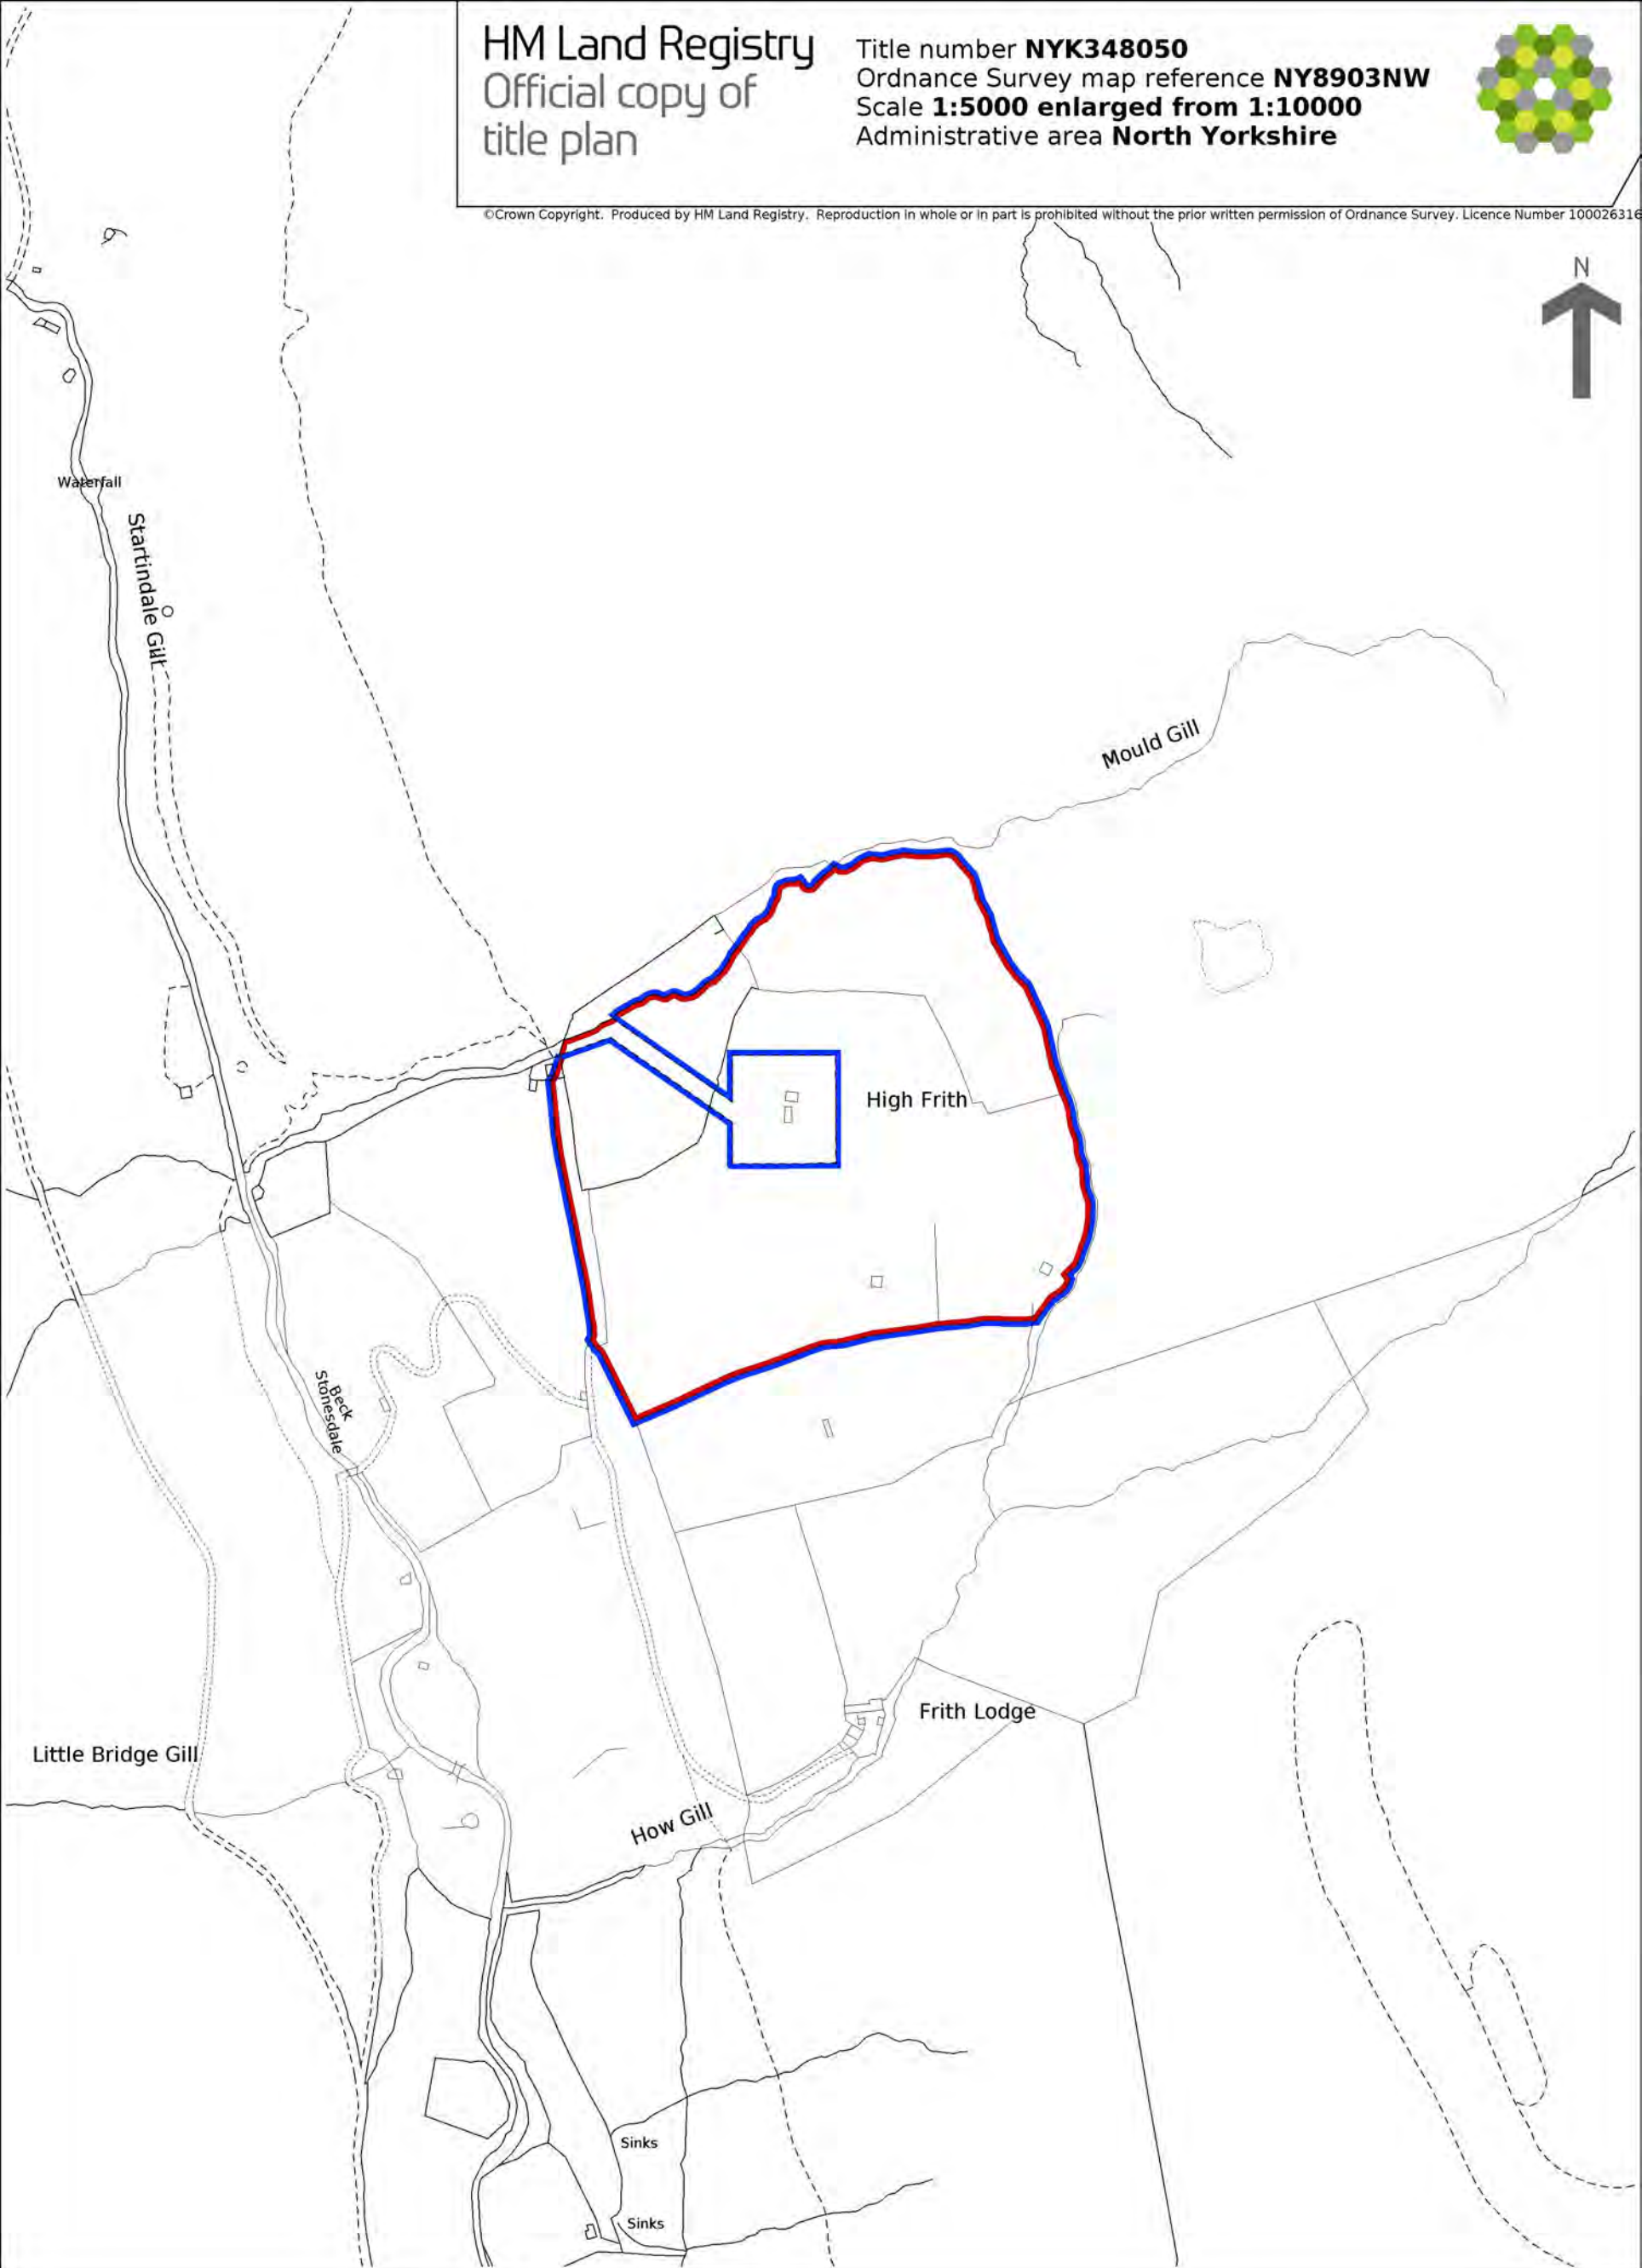 HM Land Registry
Official copy of
title plan
Title number NYK348050
Ordnance Survey map reference NY8903NW
Scale 1:5000 enlarged from 1:10000
Administrative area North Yorkshire
©Crown Copyright. Produced by HM Land Registry. Reproduction in whole or in part is prohibited without the prior written permission of Ordnance Survey. Licence Number 100026316
N
Waterfall
Startindale Gill
Mould Gill
High Frith
Beck
Stonesdale
Frith Lodge
Little Bridge Gill
How Gill
Sinks
Sinks